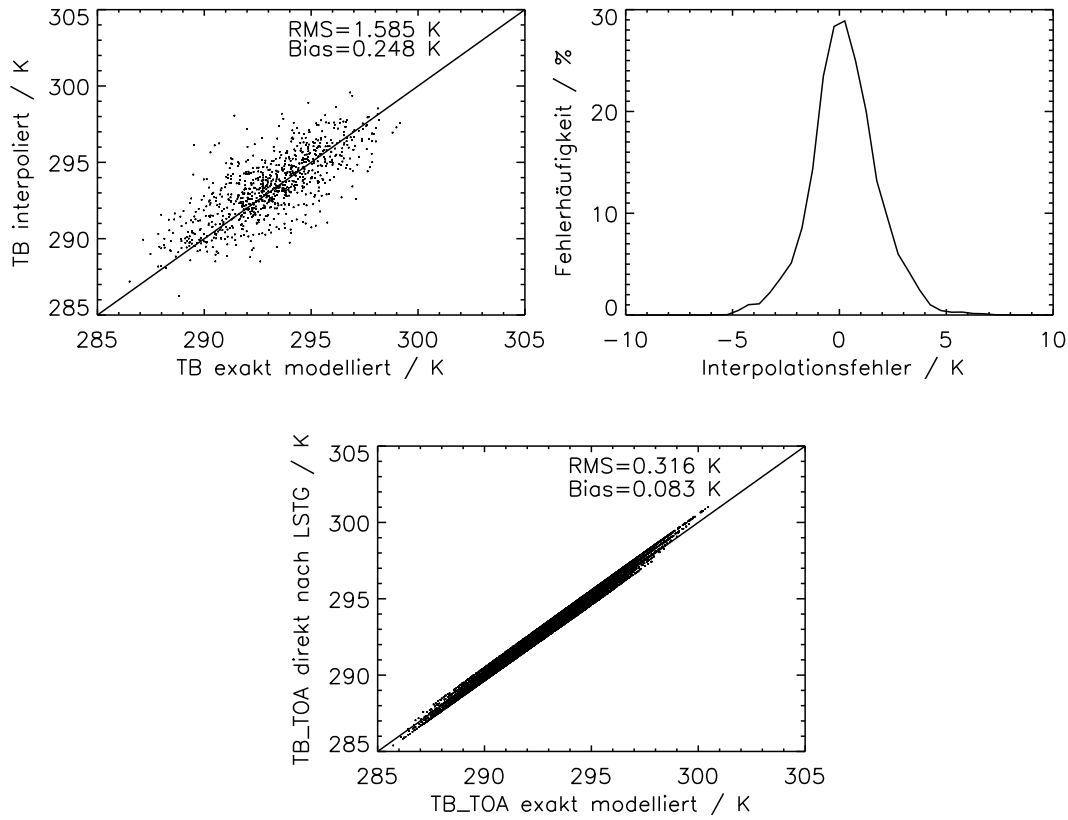 305
300
295
290
285
TB interpoliert / K
RMS=1.585 K
Bias=0.248 K
285 290 295 300 305
TB exakt modelliert / K
30
20
10
0
Fehlerhäufigkeit / %
−10 −5 0 5 10
Interpolationsfehler / K
305
300
295
290
285
TB_TOA direkt nach LSTG / K
RMS=0.316 K
Bias=0.083 K
285 290 295 300 305
TB_TOA exakt modelliert / K